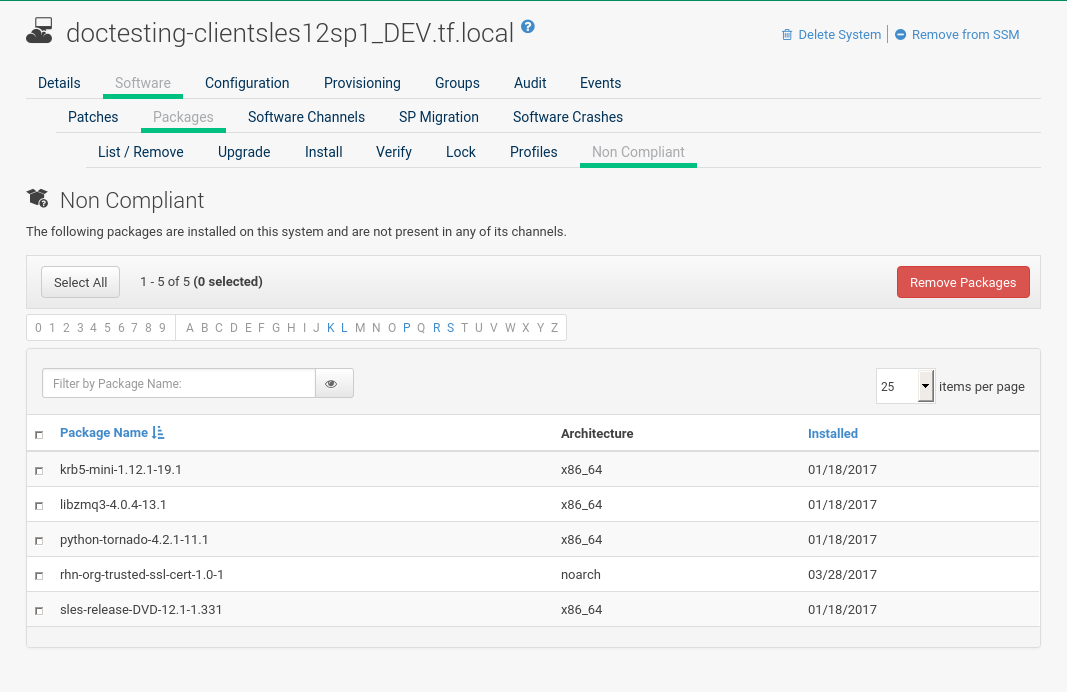 doctesting-clientsles12sp1_DEV.tf.local ?
Delete System | Remove from SSM
Details Software Configuration Provisioning Groups Audit Events
Patches Packages Software Channels SP Migration Software Crashes
List / Remove Upgrade Install Verify Lock Profiles Non Compliant
Non Compliant
The following packages are installed on this system and are not present in any of its channels.
Select All 1 - 5 of 5 (0 selected) Remove Packages
0 1 2 3 4 5 6 7 8 9 A B C D E F G H I J K L M N O P Q R S T U V W X Y Z
Filter by Package Name: 25 items per page
Package Name Architecture Installed
krb5-mini-1.12.1-19.1 x86_64 01/18/2017
libzmq3-4.0.4-13.1 x86_64 01/18/2017
python-tornado-4.2.1-11.1 x86_64 01/18/2017
rhn-org-trusted-ssl-cert-1.0-1 noarch 03/28/2017
sles-release-DVD-12.1-1.331 x86_64 01/18/2017